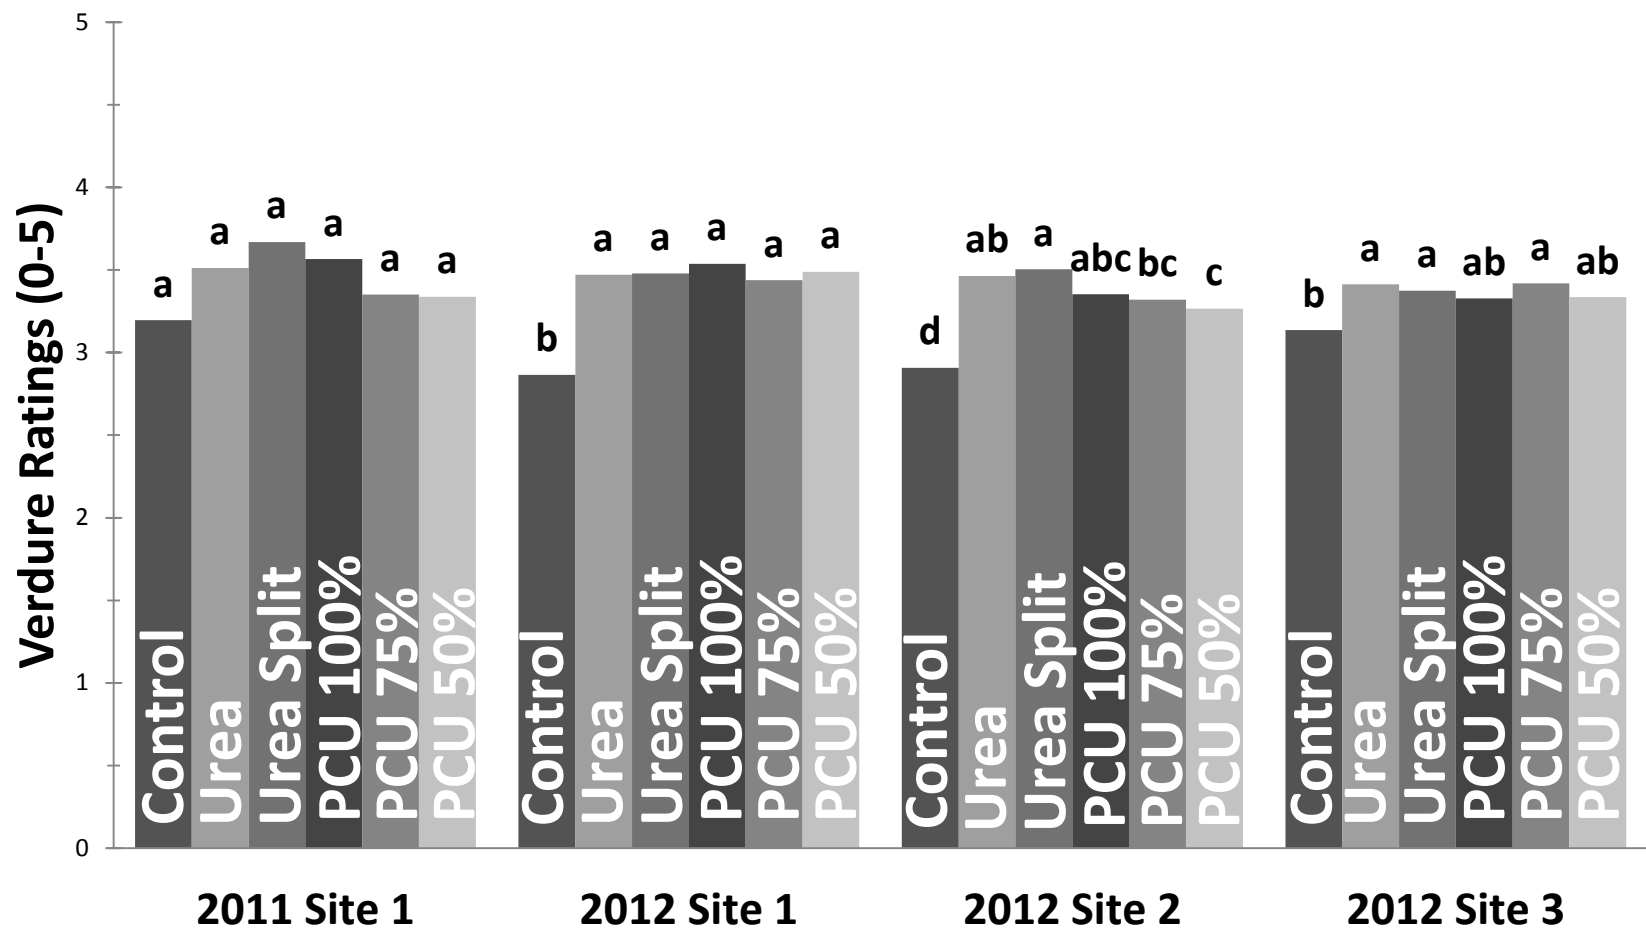 Verdure Ratings (0-5)
5
4
3
2
1
0
a
a
a
a
a
a
b
a
a
a
a
a
d
ab
a
abc
bc
c
b
a
a
ab
a
ab
Control
Urea
Urea Split
PCU 100%
PCU 75%
PCU 50%
Control
Urea
Urea Split
PCU 100%
PCU 75%
PCU 50%
Control
Urea
Urea Split
PCU 100%
PCU 75%
PCU 50%
Control
Urea
Urea Split
PCU 100%
PCU 75%
PCU 50%
2011 Site 1
2012 Site 1
2012 Site 2
2012 Site 3